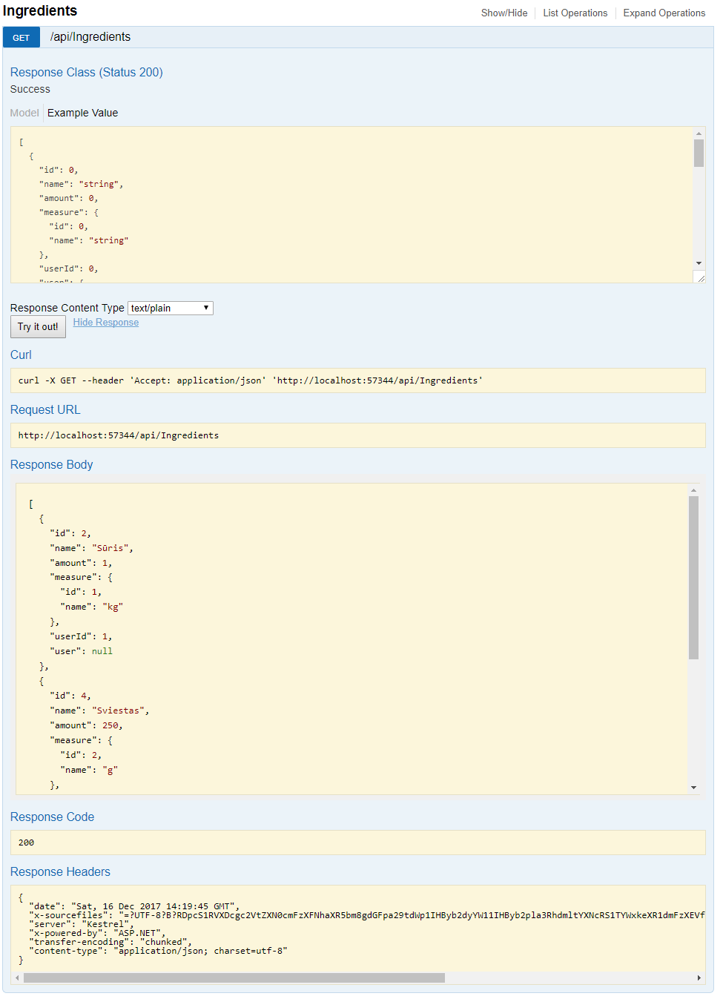 Ingredients
Show/Hide List Operations Expand Operations
GET /api/Ingredients
Response Class (Status 200)
Success
Model Example Value
[
  {
    "id": 0,
    "name": "string",
    "amount": 0,
    "measure": {
      "id": 0,
      "name": "string"
    },
    "userId": 0,
    "user": {
Response Content Type text/plain
Try it out! Hide Response
Curl
curl -X GET --header 'Accept: application/json' 'http://localhost:57344/api/Ingredients'
Request URL
http://localhost:57344/api/Ingredients
Response Body
[
  {
    "id": 2,
    "name": "Sūris",
    "amount": 1,
    "measure": {
      "id": 1,
      "name": "kg"
    },
    "userId": 1,
    "user": null
  },
  {
    "id": 4,
    "name": "Sviestas",
    "amount": 250,
    "measure": {
      "id": 2,
      "name": "g"
    },
Response Code
200
Response Headers
{
  "date": "Sat, 16 Dec 2017 14:19:45 GMT",
  "x-sourcefiles": "=?UTF-8?B?RDpcS1RVXDcgc2VtZXN0cmFzXFNhaXR5bm8gdGFpa29tdWp1IHByb2dyYW11IHByb2pla3RhdmltYXNcRS1TYWxkeXR1dmFzXEVf
  "server": "Kestrel",
  "x-powered-by": "ASP.NET",
  "transfer-encoding": "chunked",
  "content-type": "application/json; charset=utf-8"
}